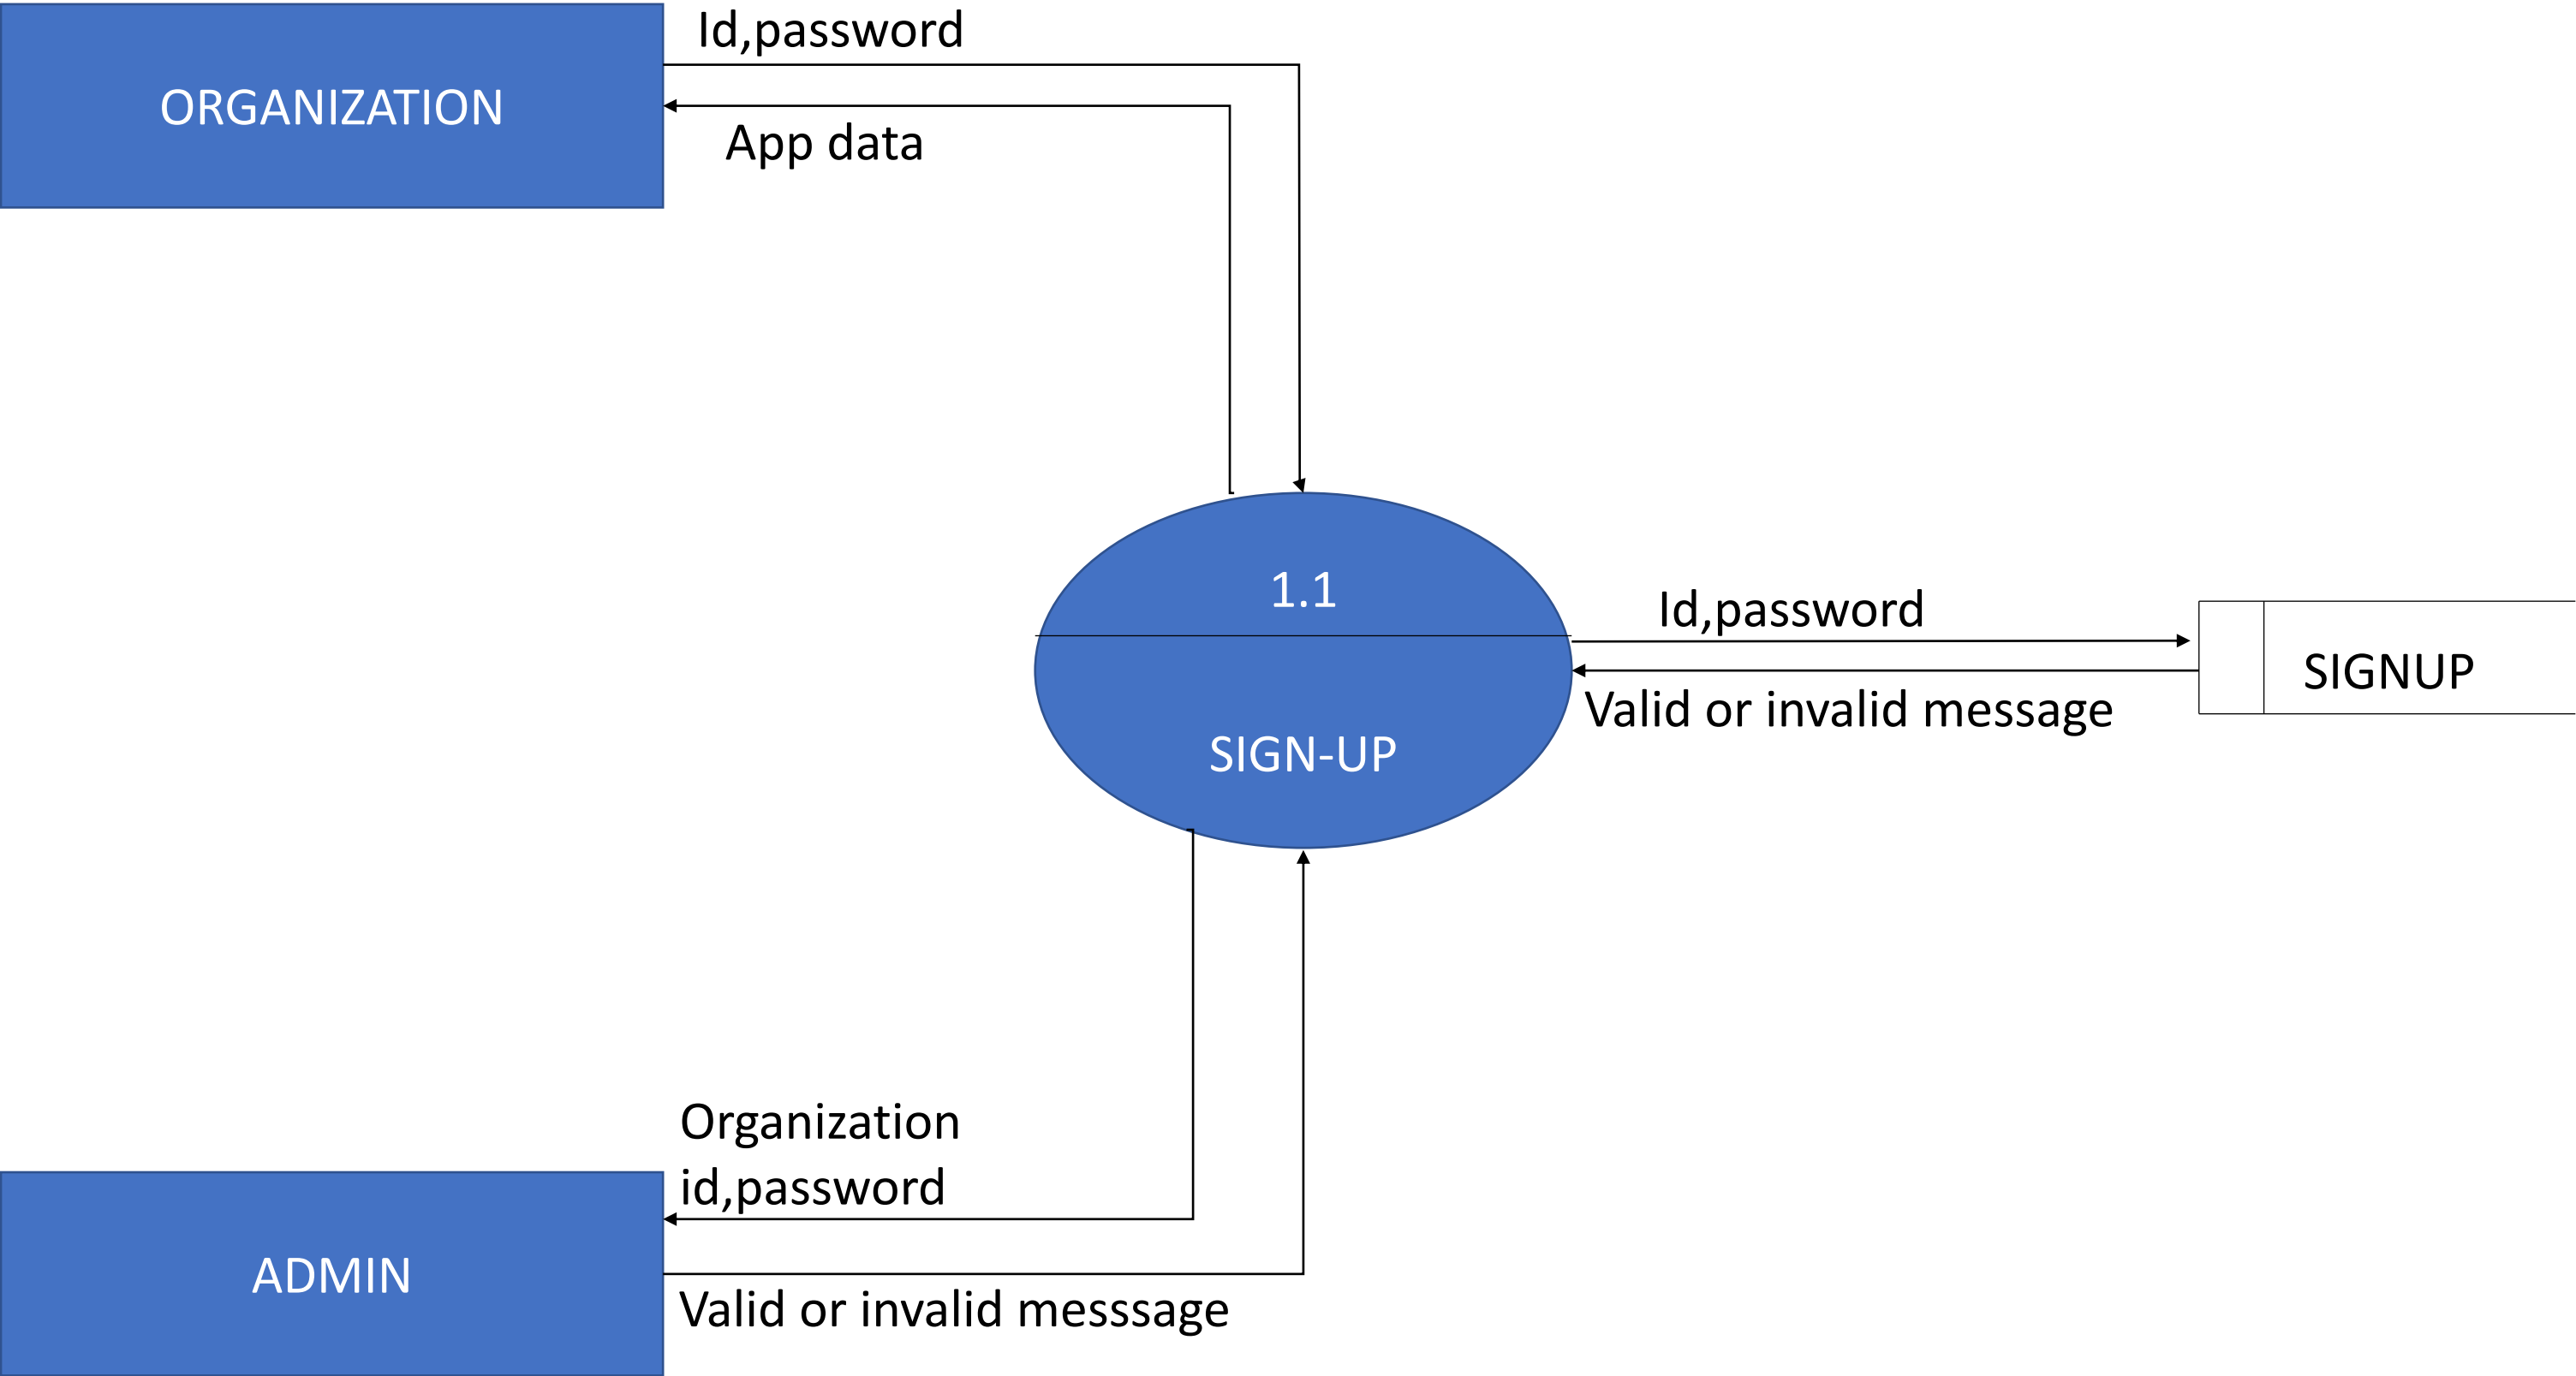 Id,password
ORGANIZATION
App data
1.1
Id,password
SIGNUP
Valid or invalid message
SIGN-UP
Organization
id,password
ADMIN
Valid or invalid messsage